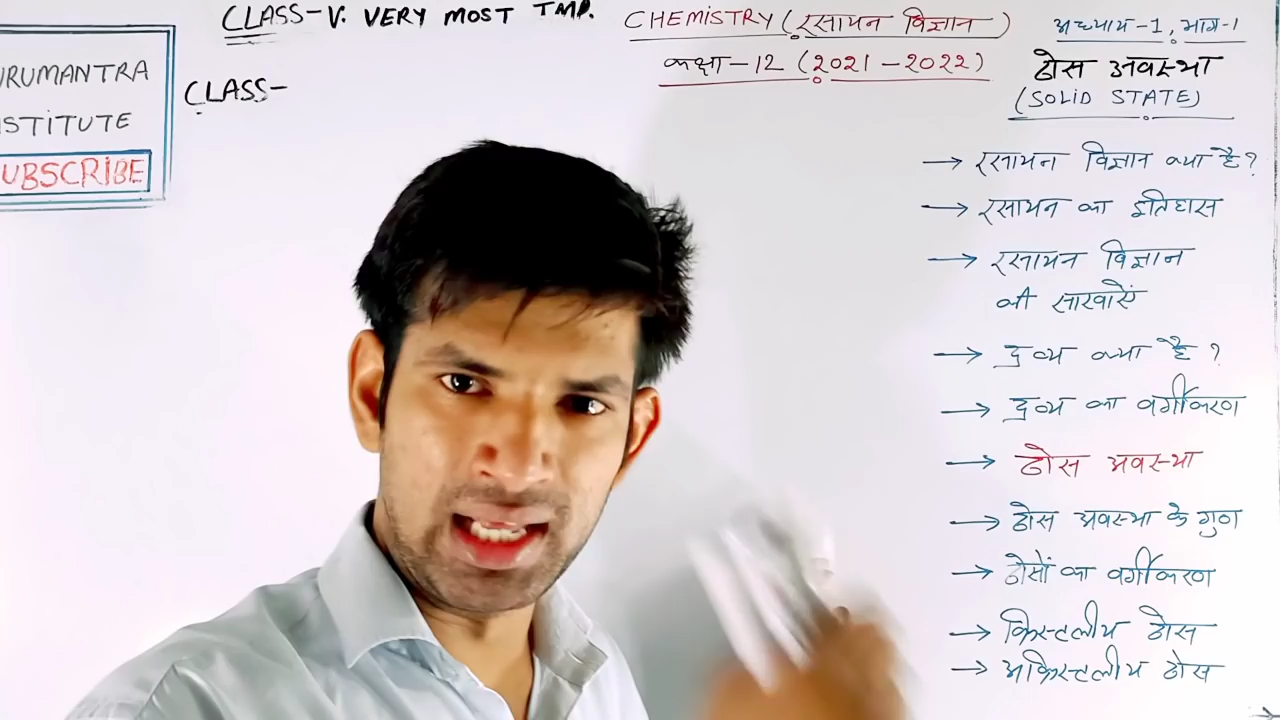 CLASS-V. VERY MOST IMP.
CLASS-
URUMANTRA
STITUTE
UBSCRIBE
CHEMISTRY (रसायन विज्ञान)
कक्षा-12 (2021-2022)
अध्याय-1, भाग-1
ठोस अवस्था
(SOLID STATE)
→ रसायन विज्ञान क्या है?
→ रसायन का इतिहास
→ रसायन विज्ञान
की साखाऐं
→ द्रव्य क्या है?
→ द्रव्य का वर्गीकरण
→ ठोस अवस्था
→ ठोस अवस्था के गुण
→ ठोसों का वर्गीकरण
→ क्रिस्टलीय ठोस
→ अक्रिस्टलीय ठोस